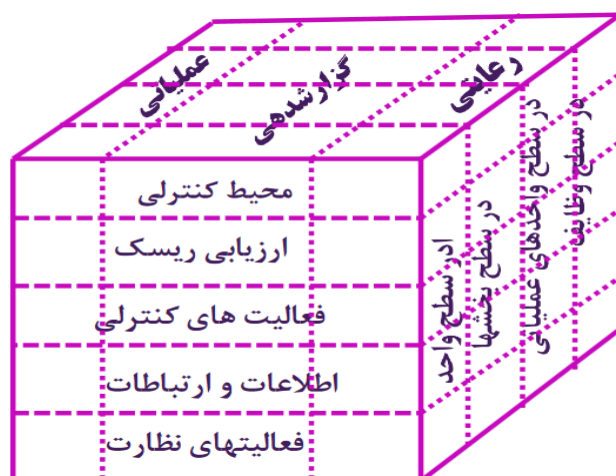 عملیاتی
گزارشدهی
رعایتی
محیط کنترلی
ارزیابی ریسک
فعالیت های کنترلی
اطلاعات و ارتباطات
فعالیتهای نظارت
ادر سطح واحد
در سطح بخشها
در سطح واحدهای عملیاتی
در سطح وظایف